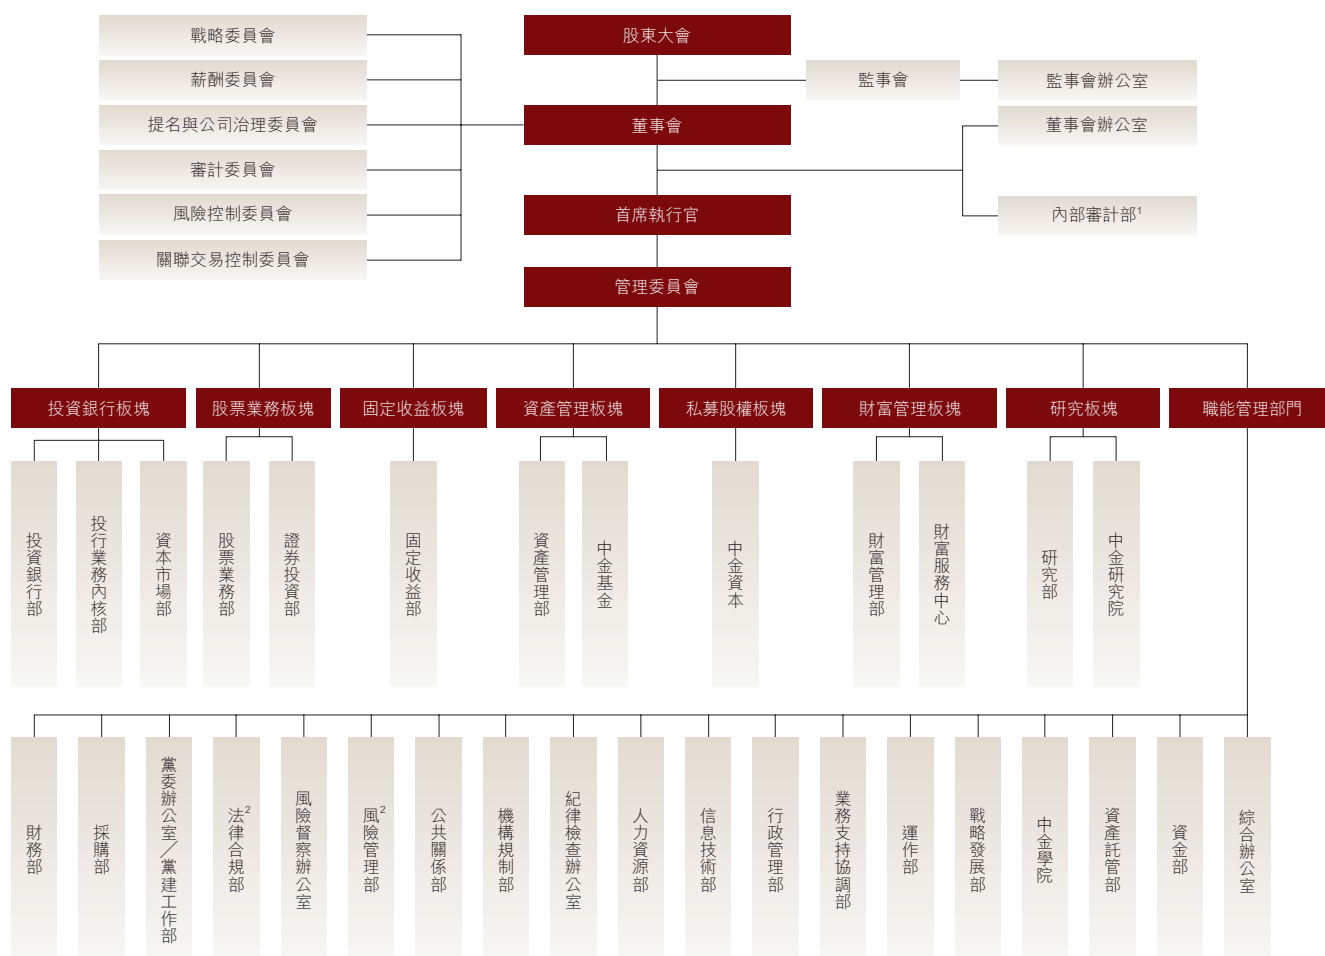 戰略委員會
薪酬委員會
提名與公司治理委員會
審計委員會
風險控制委員會
關聯交易控制委員會
股東大會
監事會
監事會辦公室
董事會
董事會辦公室
內部審計部1
首席執行官
管理委員會
投資銀行板塊
股票業務板塊
固定收益板塊
資產管理板塊
私募股權板塊
財富管理板塊
研究板塊
職能管理部門
投資銀行部
投行業務內核部
資本市場部
股票業務部
證券投資部
固定收益部
資產管理部
中金基金
中金資本
財富管理部
財富服務中心
研究部
中金研究院
財務部
採購部
黨委辦公室／黨建工作部
法律合規部2
風險督察辦公室
風險管理部2
公共關係部
機構規制部
紀律檢查辦公室
人力資源部
信息技術部
行政管理部
業務支持協調部
運作部
戰略發展部
中金學院
資產託管部
資金部
綜合辦公室